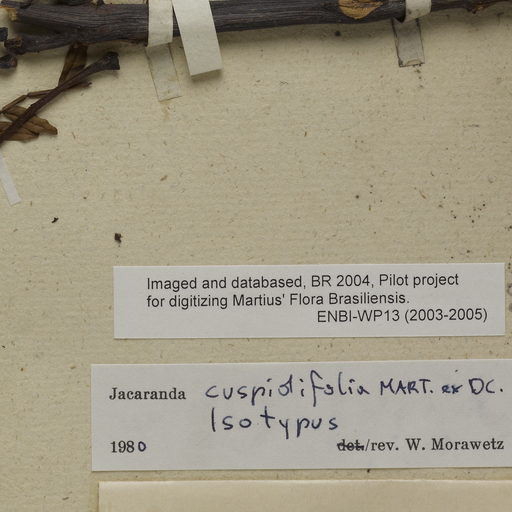 Imaged and databased, BR 2004, Pilot project
for digitizing Martius' Flora Brasiliensis.
ENBI-WP13 (2003-2005)
Jacaranda cuspidifolia MART. ex DC.
Isotypus
1980 det./rev. W. Morawetz